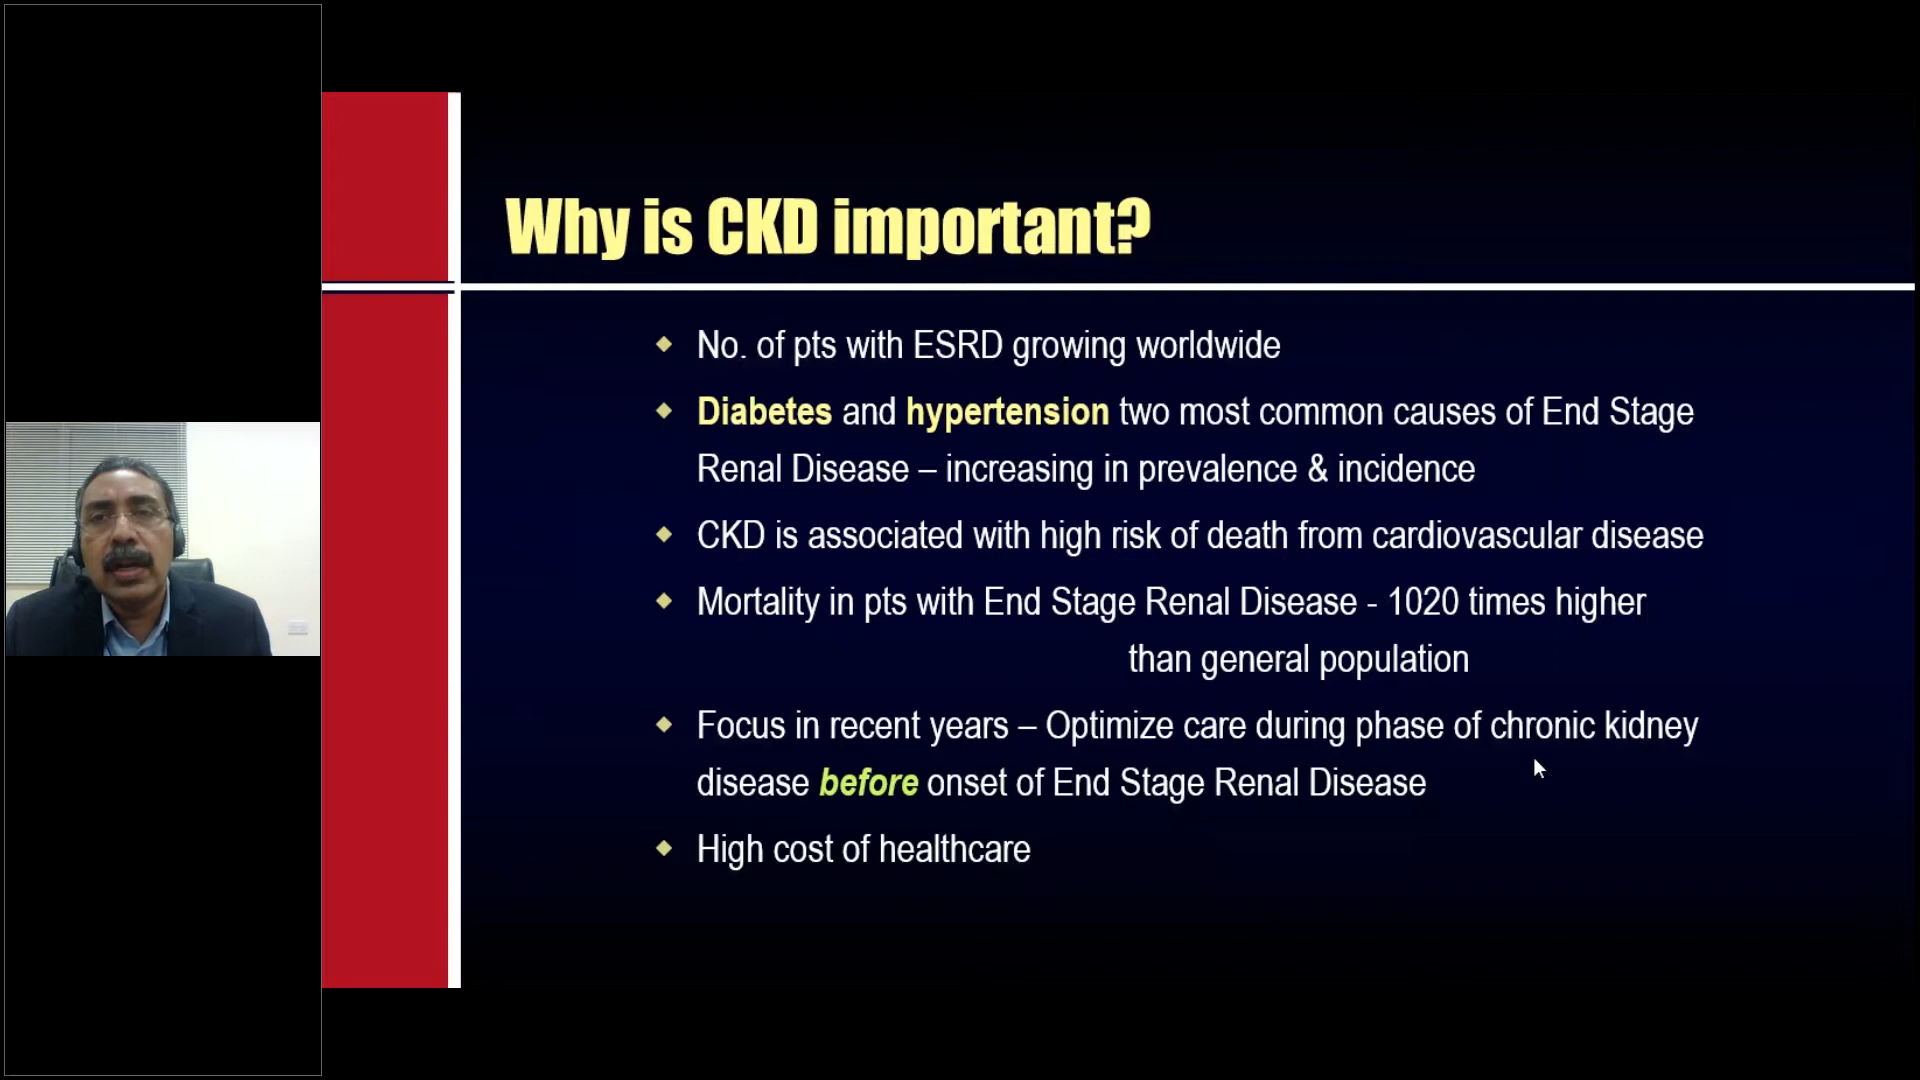 Why is CKD important?
No. of pts with ESRD growing worldwide
Diabetes and hypertension two most common causes of End Stage
Renal Disease – increasing in prevalence & incidence
CKD is associated with high risk of death from cardiovascular disease
Mortality in pts with End Stage Renal Disease - 1020 times higher
than general population
Focus in recent years – Optimize care during phase of chronic kidney
disease before onset of End Stage Renal Disease
High cost of healthcare